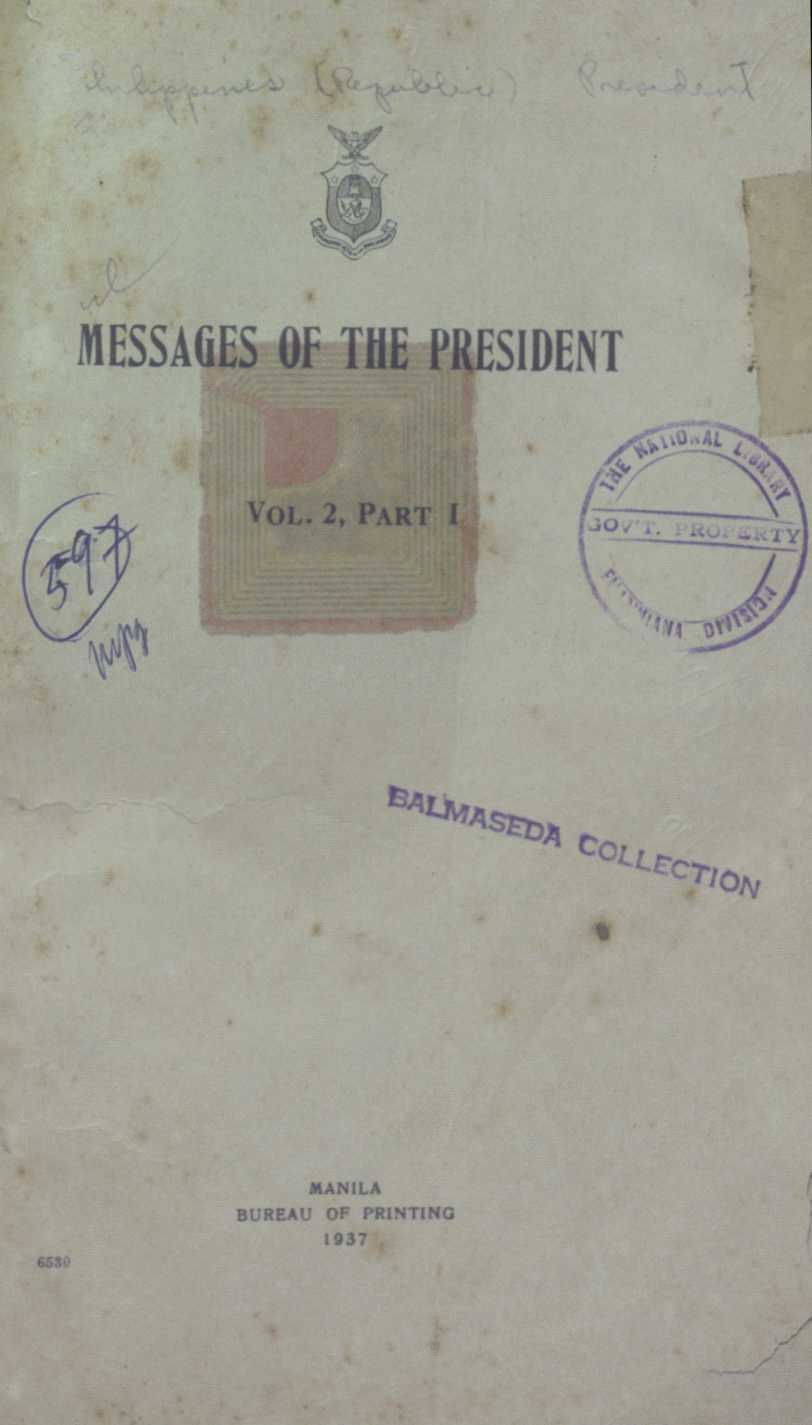 Philippines (Republic) President
MESSAGES OF THE PRESIDENT
VOL. 2, PART I
597
THE NATIONAL LIBRARY
GOV'T. PROPERTY
DIVISION
BALMASEDA COLLECTION
MANILA
BUREAU OF PRINTING
1937
6530